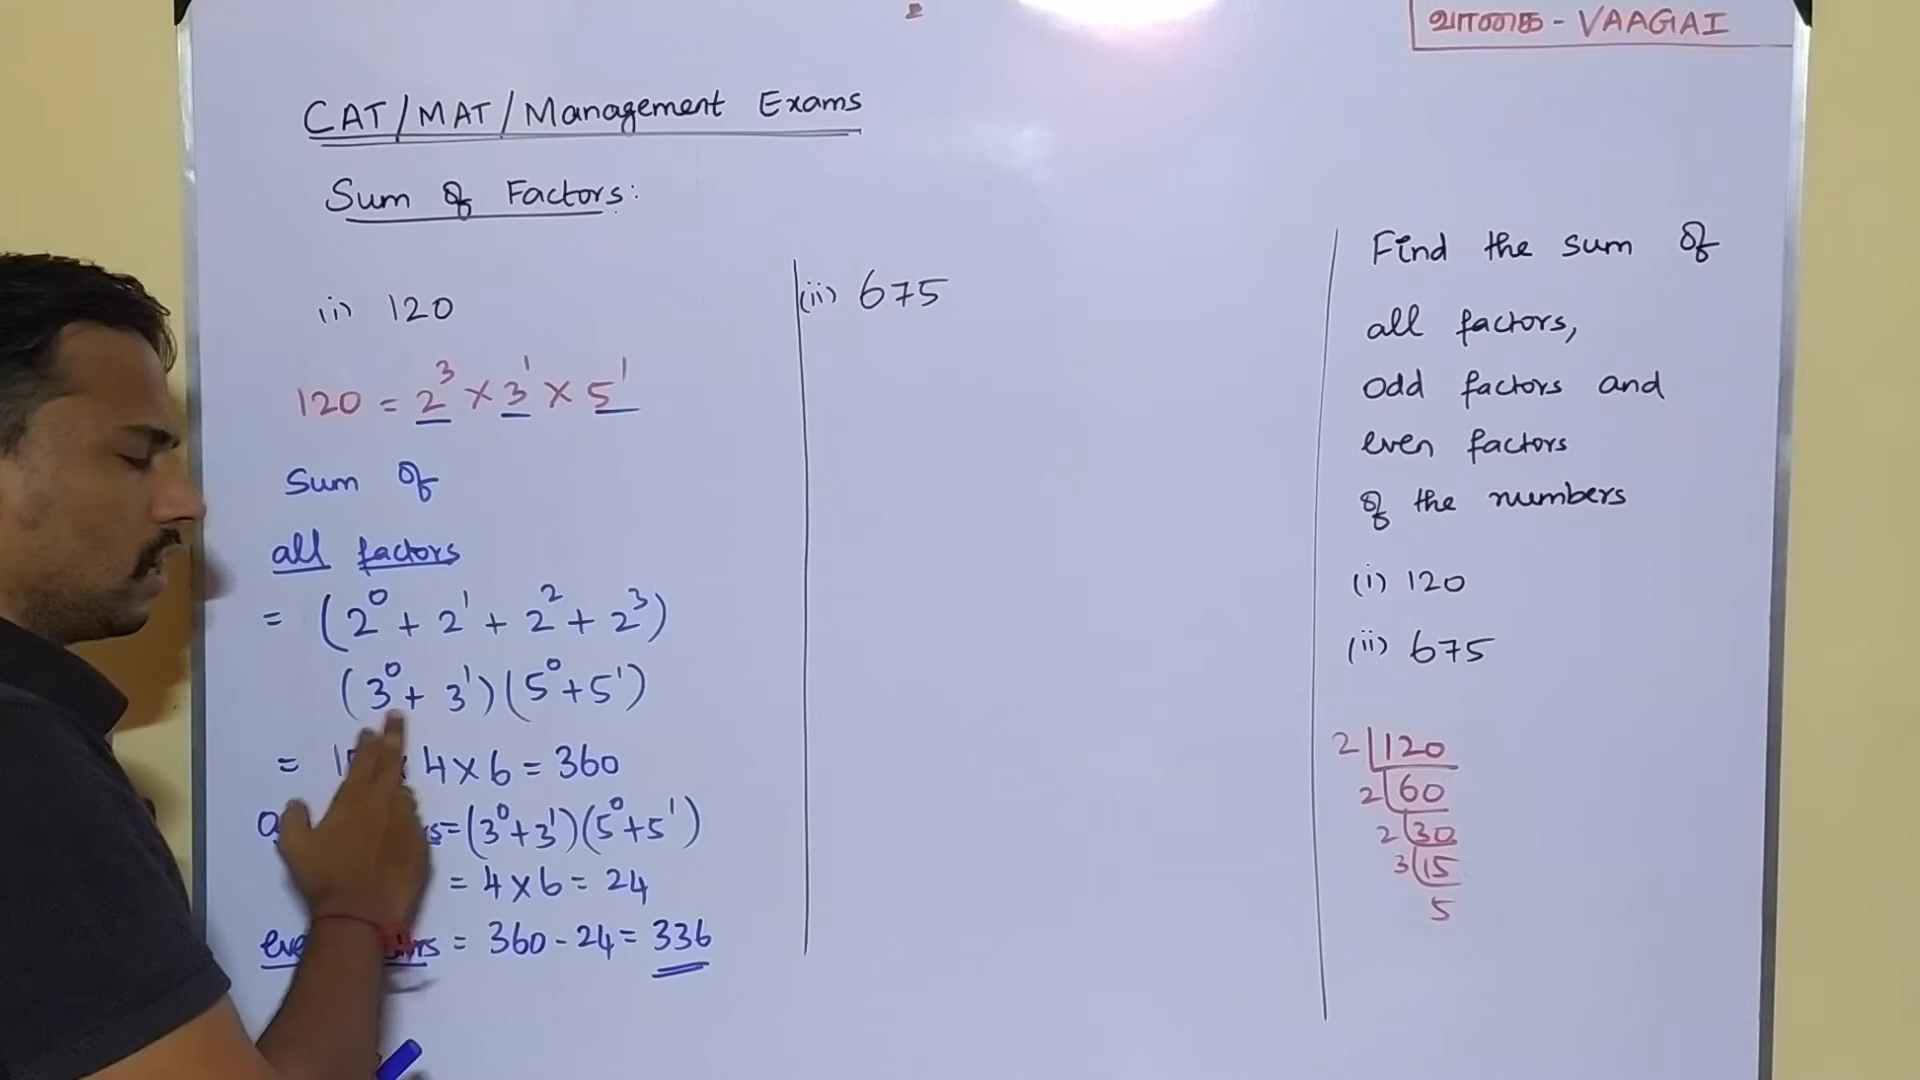 வாகை - VAAGAI
CAT/MAT/Management Exams
Sum of Factors:
(i) 120
120 = 2³ × 3¹ × 5¹
Sum of
all factors
= (2⁰ + 2¹ + 2² + 2³)
(3⁰ + 3¹)(5⁰ + 5¹)
= 4 × 6 = 360
= (3⁰ + 3¹)(5⁰ + 5¹)
= 4 × 6 = 24
= 360 - 24 = 336
(ii) 675
Find the sum of
all factors,
odd factors and
even factors
of the numbers
(i) 120
(ii) 675
2 | 120
2 | 60
2 | 30
3 | 15
5